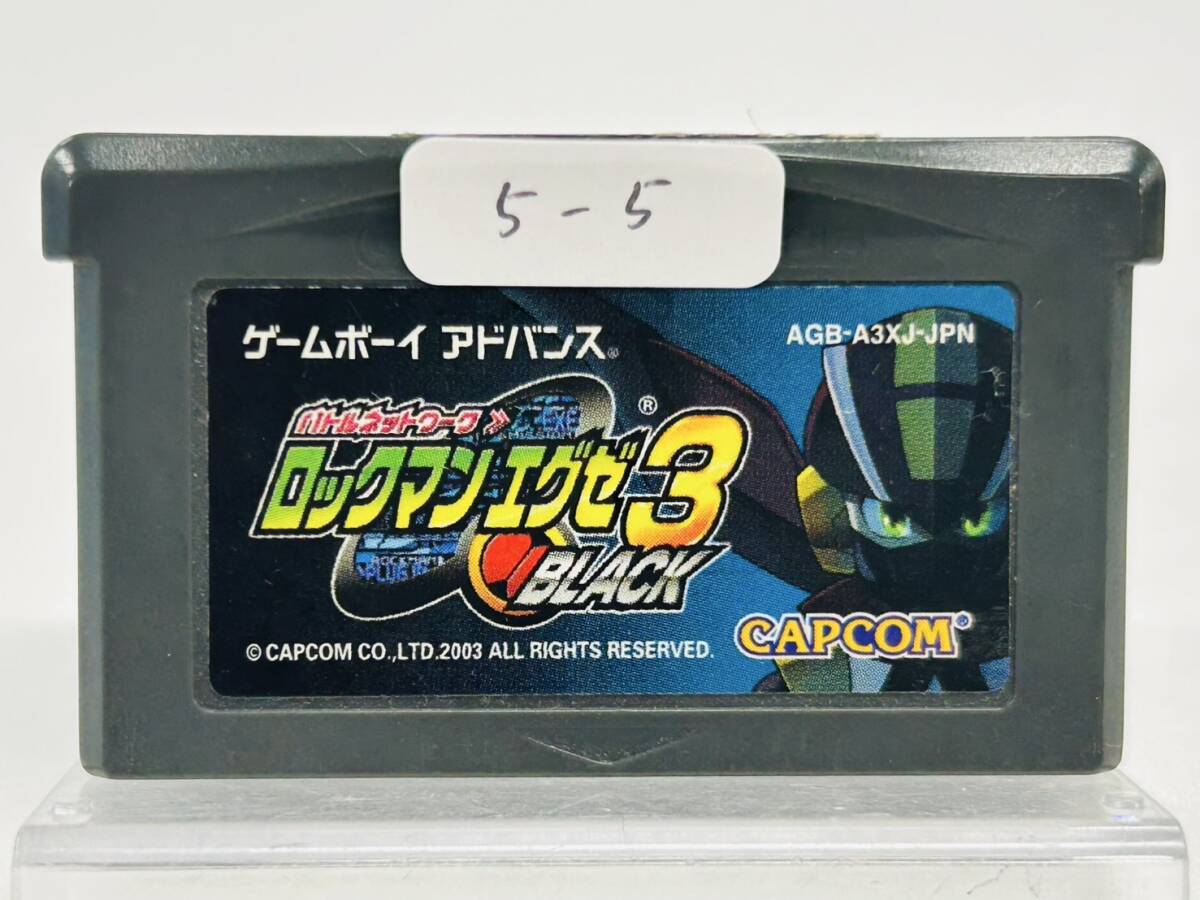 5-5
ゲームボーイ アドバンス
AGB-A3XJ-JPN
バトルネットワーク
ロックマン エグゼ3®
BLACK
CAPCOM®
© CAPCOM CO.,LTD.2003 ALL RIGHTS RESERVED.